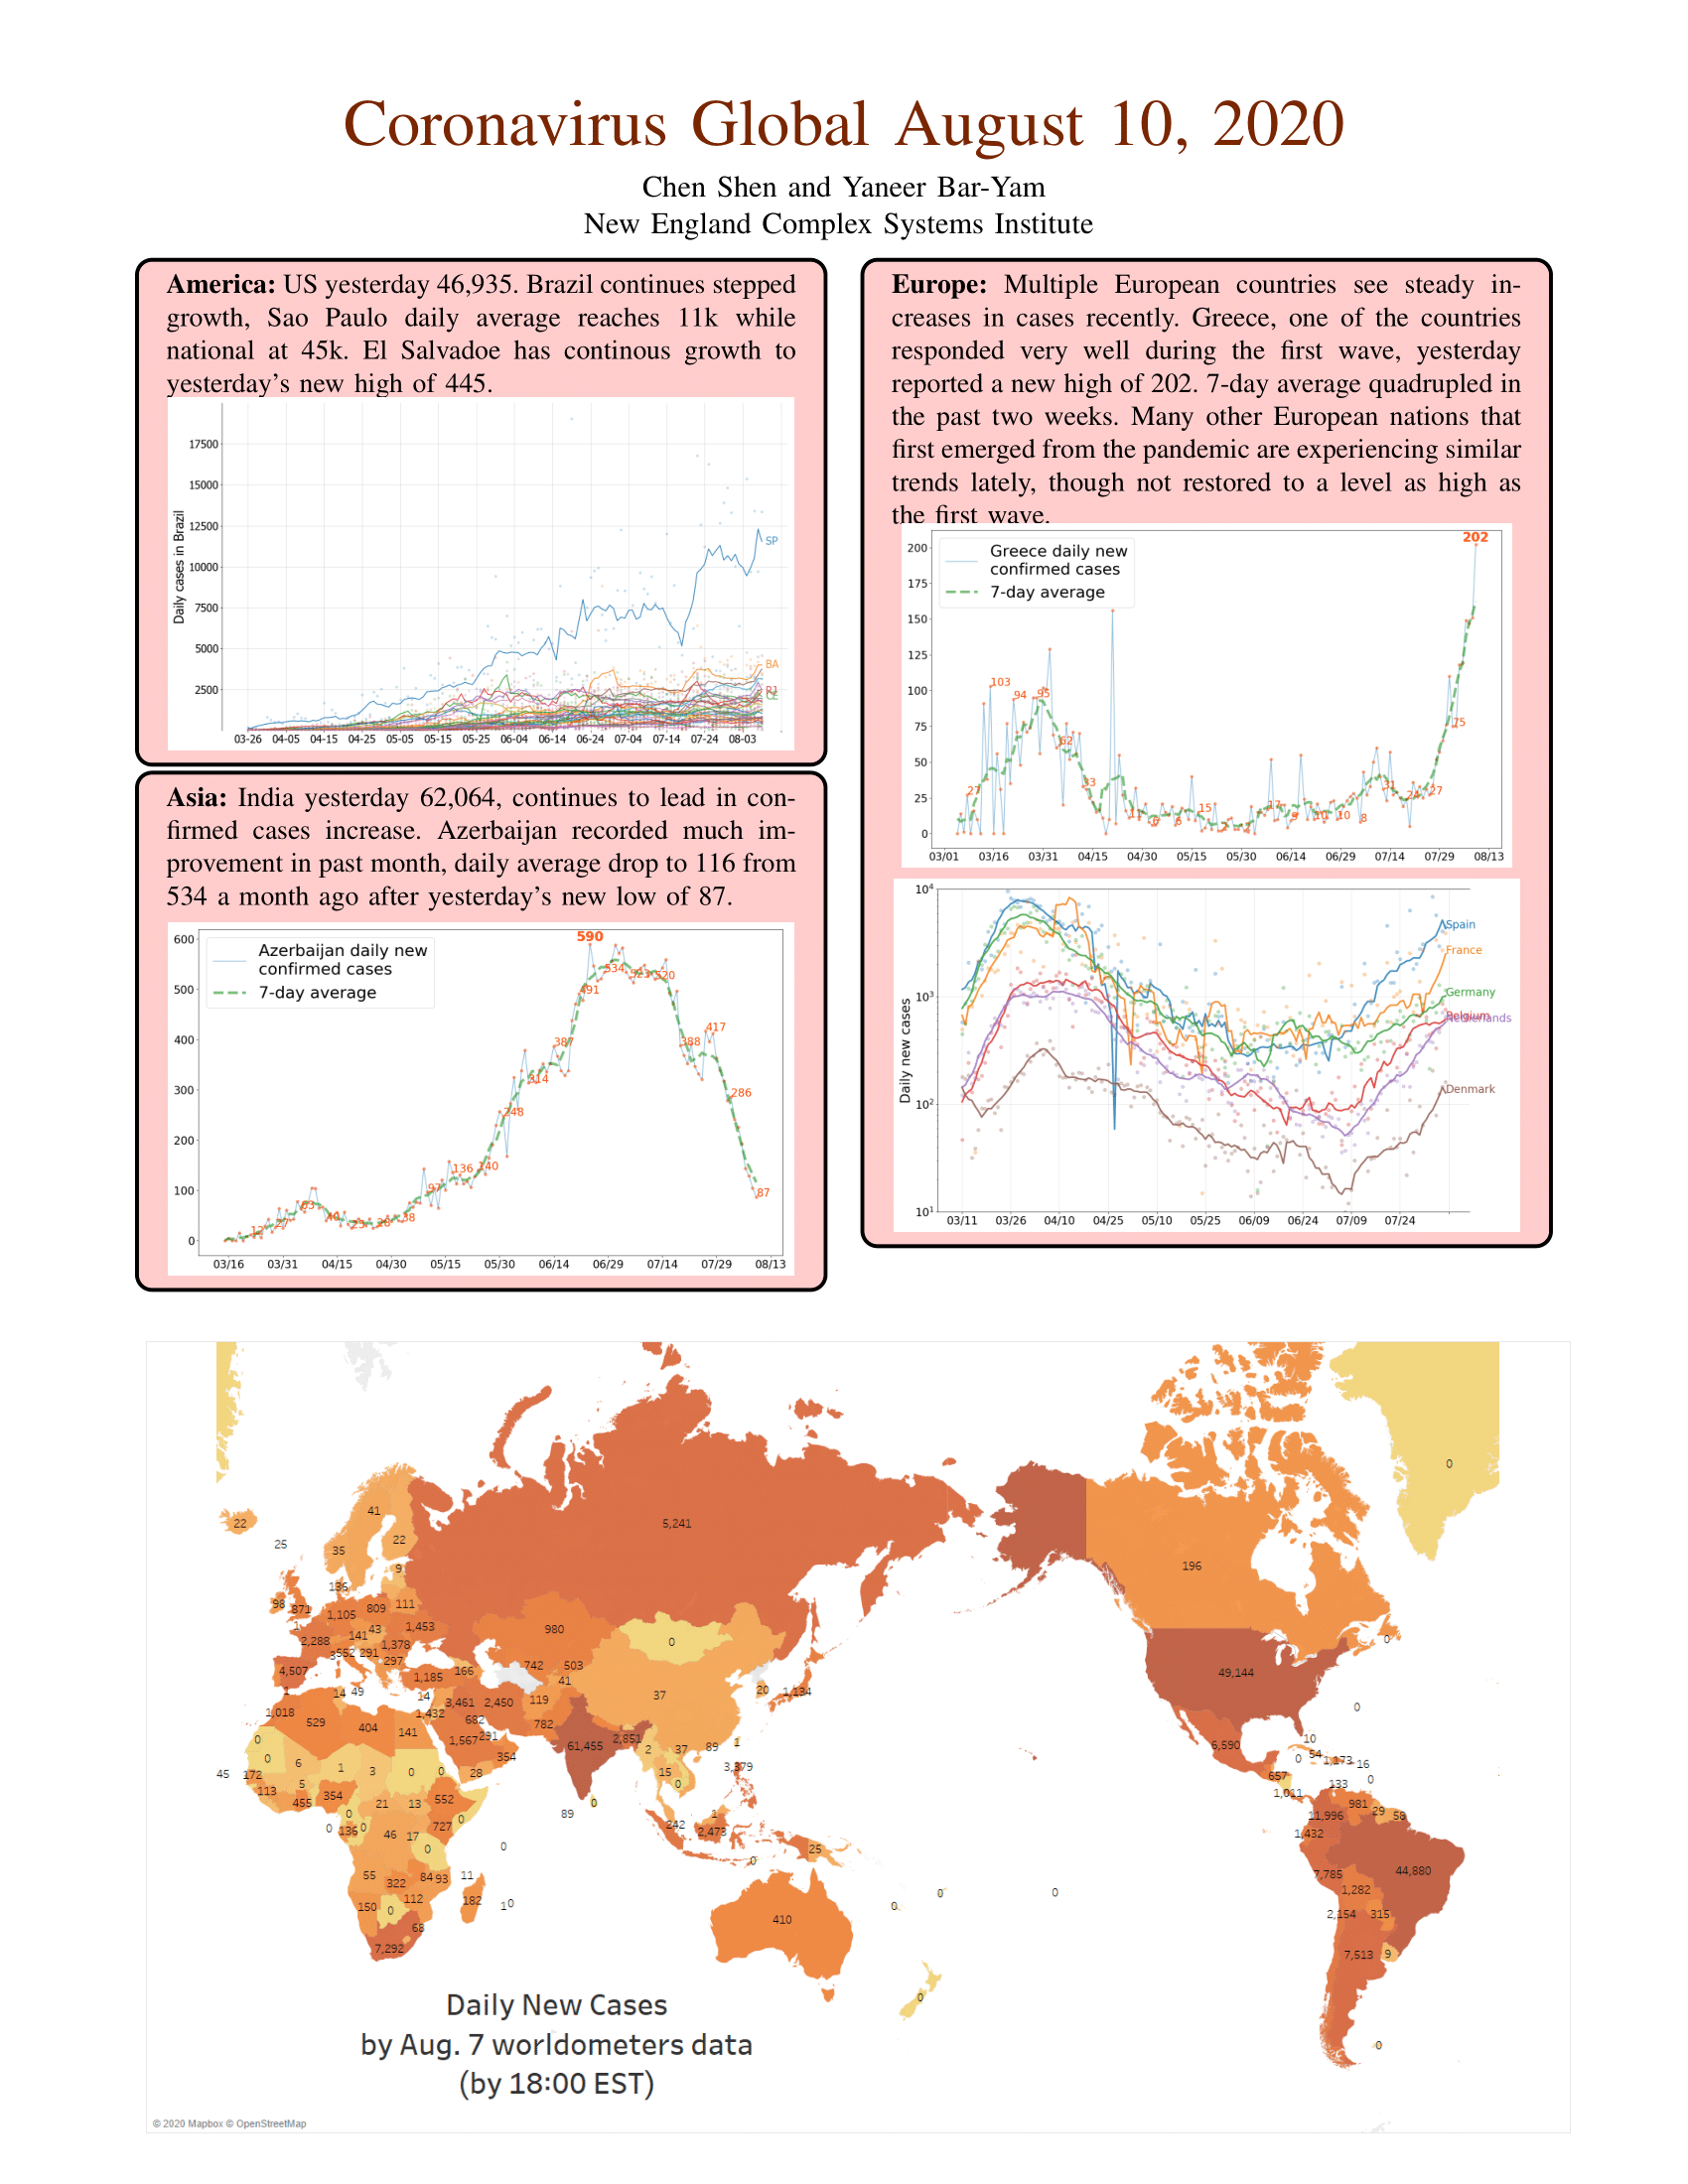 Coronavirus Global August 10, 2020
Chen Shen and Yaneer Bar-Yam
New England Complex Systems Institute
America: US yesterday 46,935. Brazil continues stepped
growth, Sao Paulo daily average reaches 11k while
national at 45k. El Salvadoe has continous growth to
yesterday's new high of 445.
17500
15000
12500
10000
7500
5000
2500
Daily cases in Brazil
SP
BA
CE
03-26 04-05 04-15 04-25 05-05 05-15 05-25 06-04 06-14 06-24 07-04 07-14 07-24 08-03
Asia: India yesterday 62,064, continues to lead in con-
firmed cases increase. Azerbaijan recorded much im-
provement in past month, daily average drop to 116 from
534 a month ago after yesterday's new low of 87.
Azerbaijan daily new
confirmed cases
7-day average
600
500
400
300
200
100
0
12 27 63 40 25 28 38 97 136 140 248 314 387 491 590 534 523 520 388 417 286 87
03/16 03/31 04/15 04/30 05/15 05/30 06/14 06/29 07/14 07/29 08/13
Europe: Multiple European countries see steady in-
creases in cases recently. Greece, one of the countries
responded very well during the first wave, yesterday
reported a new high of 202. 7-day average quadrupled in
the past two weeks. Many other European nations that
first emerged from the pandemic are experiencing similar
trends lately, though not restored to a level as high as
the first wave.
Greece daily new
confirmed cases
7-day average
200
175
150
125
100
75
50
25
0
27 103 94 95 62 33 11 6 6 15 2 17 9 10 10 8 31 24 27 75 202
03/01 03/16 03/31 04/15 04/30 05/15 05/30 06/14 06/29 07/14 07/29 08/13
10⁴
10³
10²
10¹
Daily new cases
Spain
France
Germany
Belgium
Netherlands
Denmark
03/11 03/26 04/10 04/25 05/10 05/25 06/09 06/24 07/09 07/24
0
22 41 5,241
25 35 22 196
136 9
98 871 1,105 809 111
1 2,288 141 43 1,378 1,453 980 0 0
3 552 291 297 742 503 49,144
4,507 1,185 166 41
1 14 49 14 3,461 2,450 119 37 20 1,134 0
1,018 529 404 141 1,432 682 782
0 1,567 291 61,455 2,851 2 37 89 1 6,590 10
0 6 1 3 0 0 354 0 54 1,173 16
45 172 5 28 15 0 3,379 657 133 0
113 455 354 21 13 552 89 0 1,011 981 29 58
0 0 136 0 46 17 727 0 242 1 2,473 11,996
0 0 25 1,432
55 322 84 93 11 0 7,785 44,880
150 0 112 182 1 0 410 0 0 0 1,282
68 2,154 315
7,292 7,513 9
0
0
Daily New Cases
by Aug. 7 worldometers data
(by 18:00 EST)
© 2020 Mapbox © OpenStreetMap